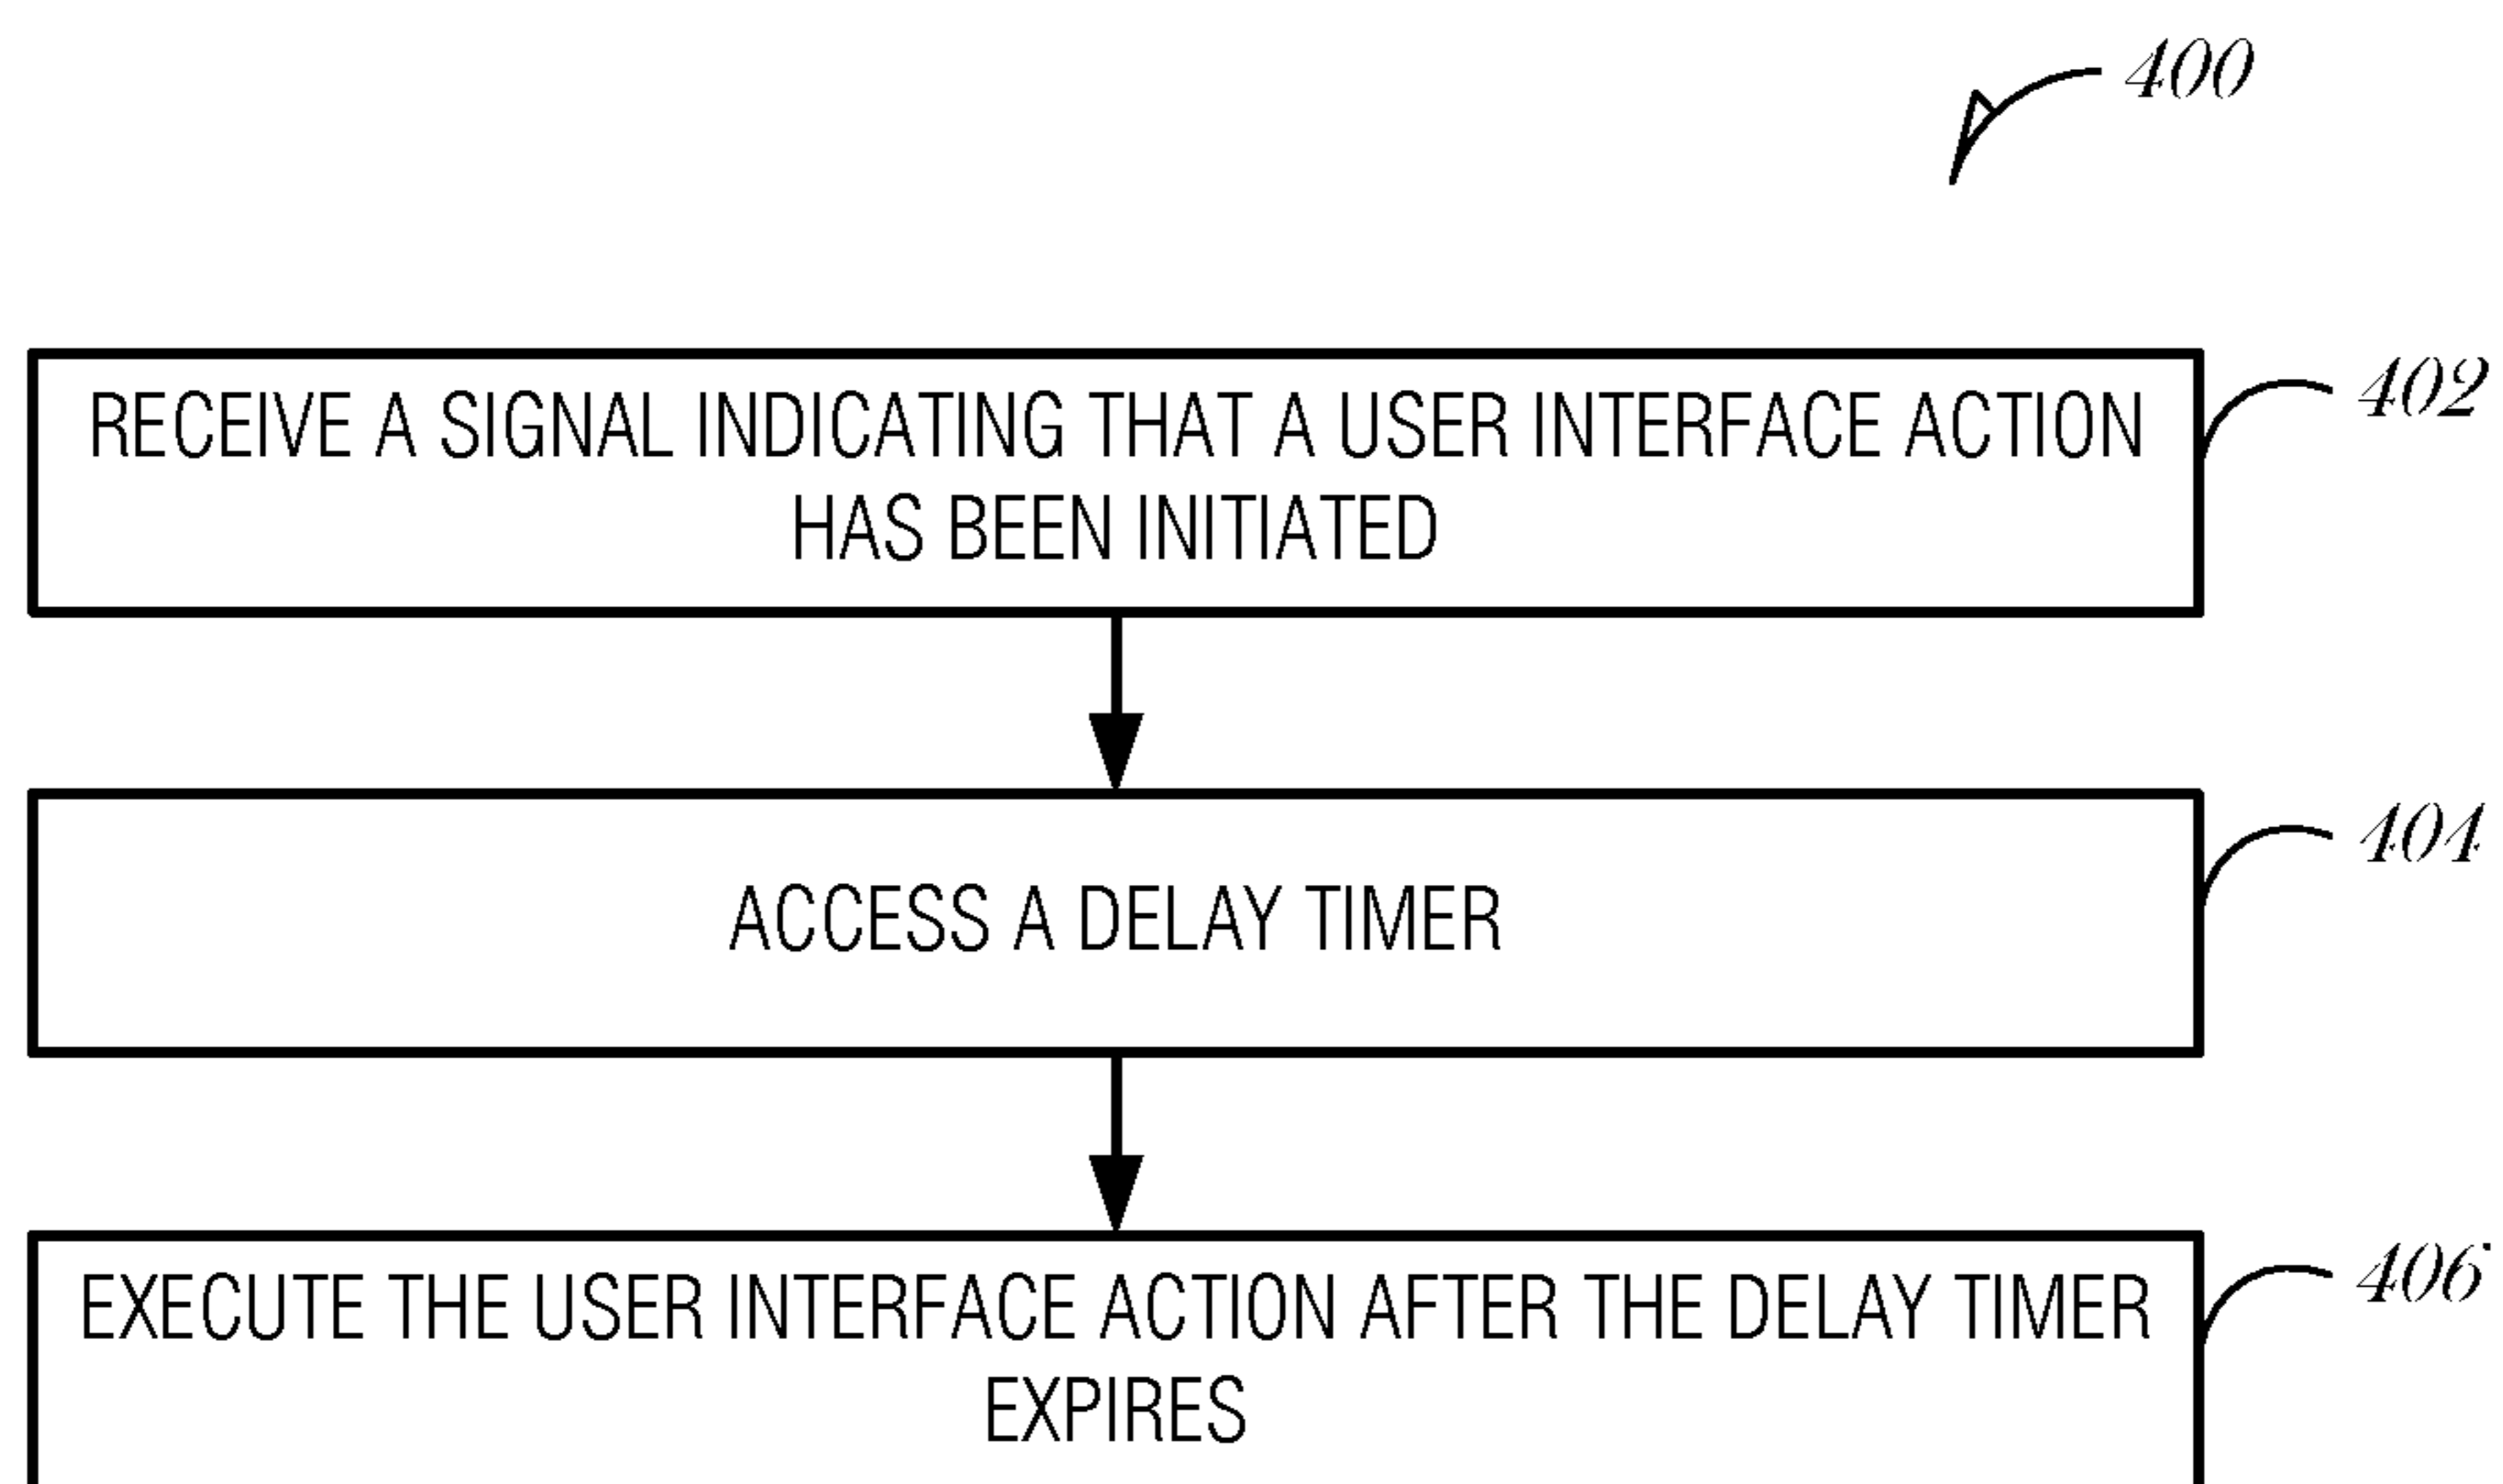 400
RECEIVE A SIGNAL INDICATING THAT A USER INTERFACE ACTION
HAS BEEN INITIATED
402
ACCESS A DELAY TIMER
404
EXECUTE THE USER INTERFACE ACTION AFTER THE DELAY TIMER
EXPIRES
406